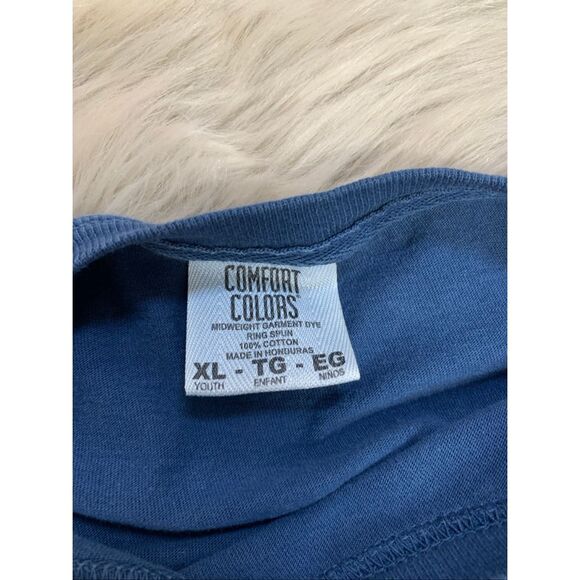 COMFORT
COLORS
MIDWEIGHT GARMENT DYE
RING SPUN
100% COTTON
MADE IN HONDURAS
XL - TG - EG
YOUTH ENFANT NINOS